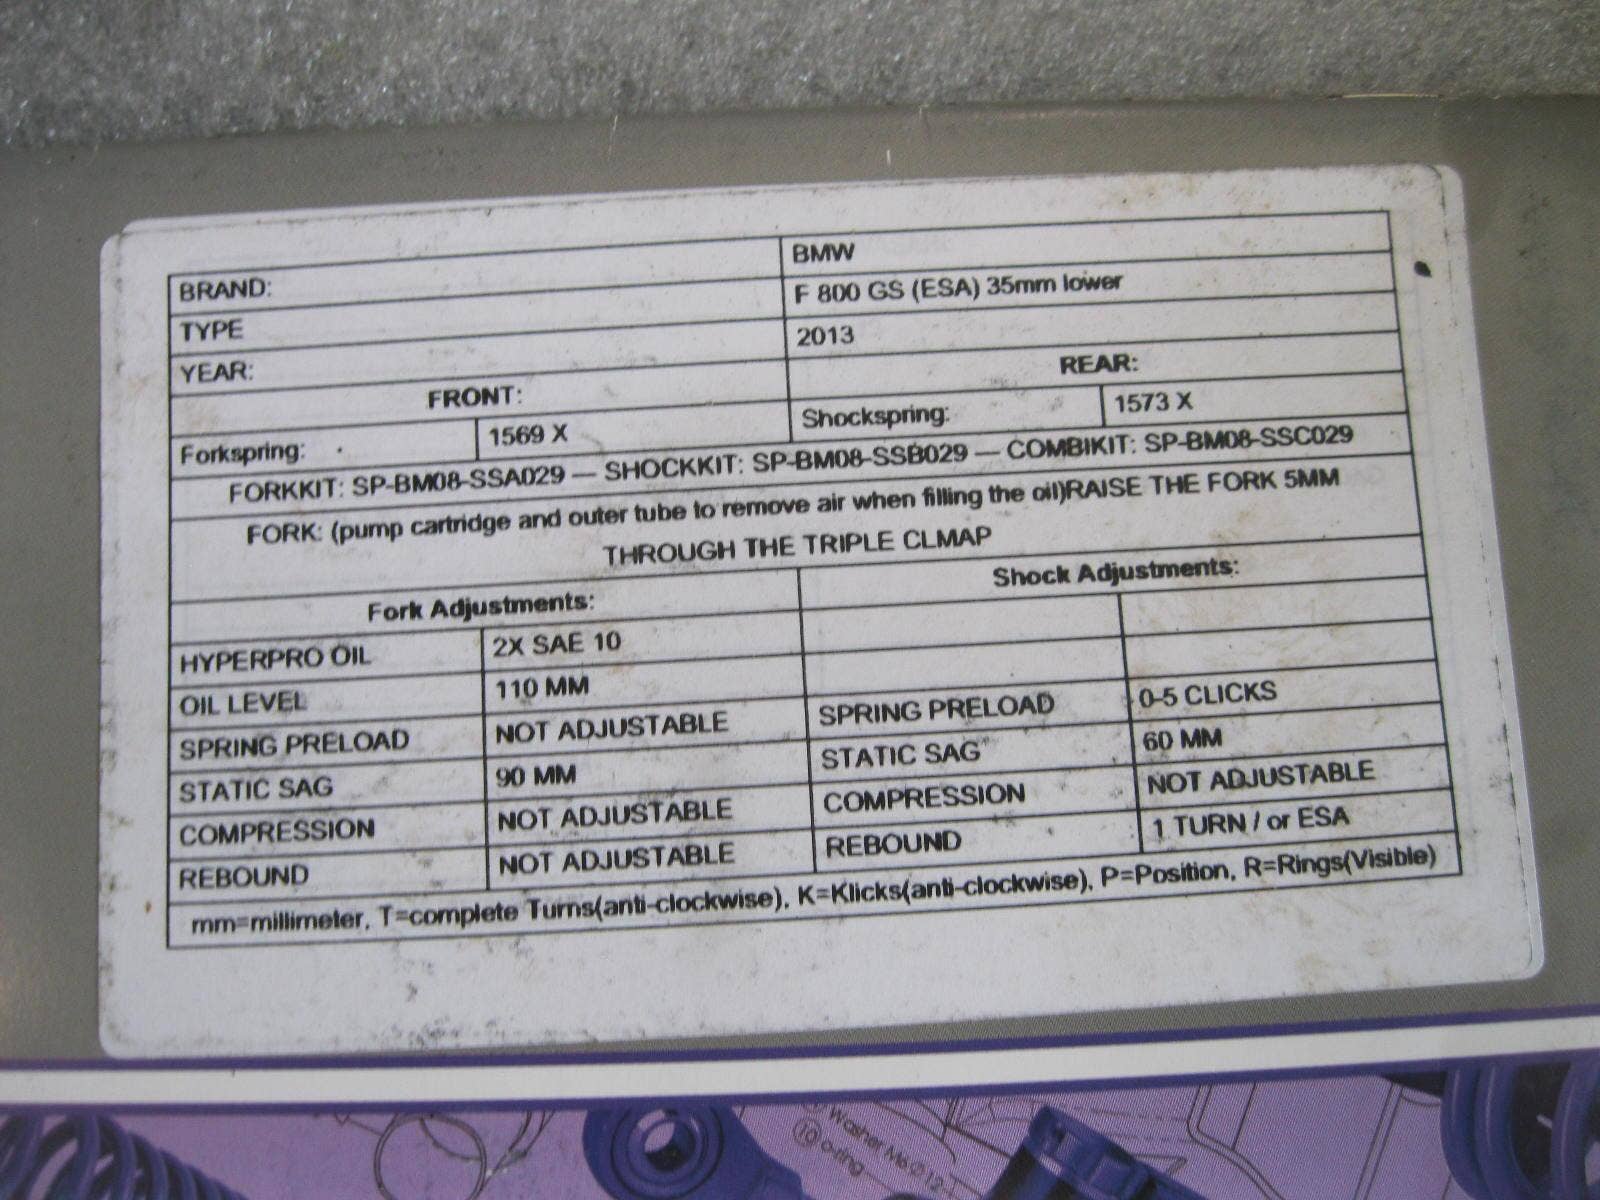 BRAND: BMW
TYPE F 800 GS (ESA) 35mm lower
YEAR: 2013
FRONT: REAR:
Forkspring: 1569 X Shockspring: 1573 X
FORKKIT: SP-BM08-SSA029 — SHOCKKIT: SP-BM08-SSB029 — COMBIKIT: SP-BM08-SSC029
FORK: (pump cartridge and outer tube to remove air when filling the oil)RAISE THE FORK 5MM
THROUGH THE TRIPLE CLMAP
Fork Adjustments: Shock Adjustments:
HYPERPRO OIL 2X SAE 10
OIL LEVEL 110 MM
SPRING PRELOAD NOT ADJUSTABLE SPRING PRELOAD 0-5 CLICKS
STATIC SAG 90 MM STATIC SAG 60 MM
COMPRESSION NOT ADJUSTABLE COMPRESSION NOT ADJUSTABLE
REBOUND NOT ADJUSTABLE REBOUND 1 TURN / or ESA
mm=millimeter, T=complete Turns(anti-clockwise), K=Klicks(anti-clockwise), P=Position, R=Rings(Visible)
Washer M6
10 o-ring